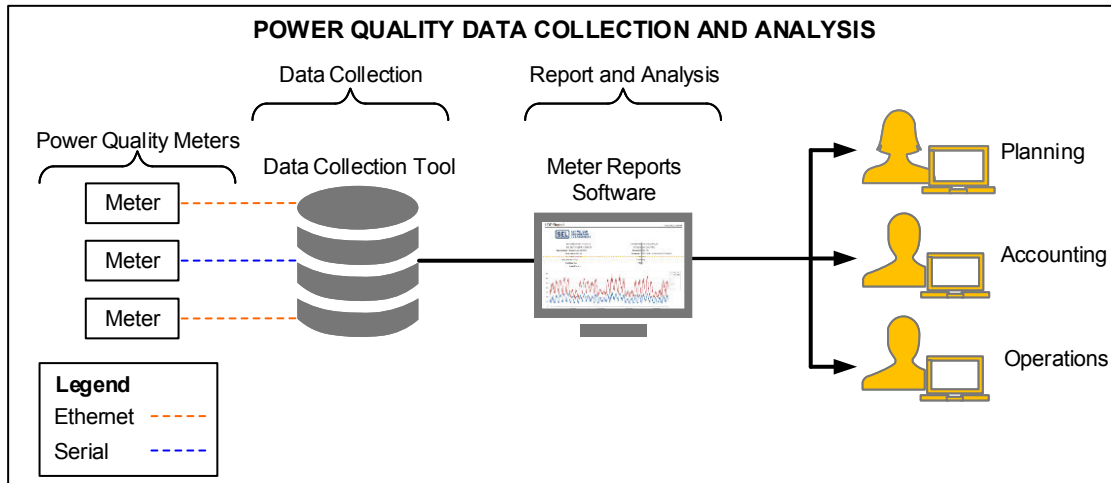 POWER QUALITY DATA COLLECTION AND ANALYSIS
Data Collection
Report and Analysis
Power Quality Meters
Data Collection Tool
Meter Reports
Software
Meter
Meter
Meter
SEL
Planning
Accounting
Operations
Legend
Ethernet
Serial